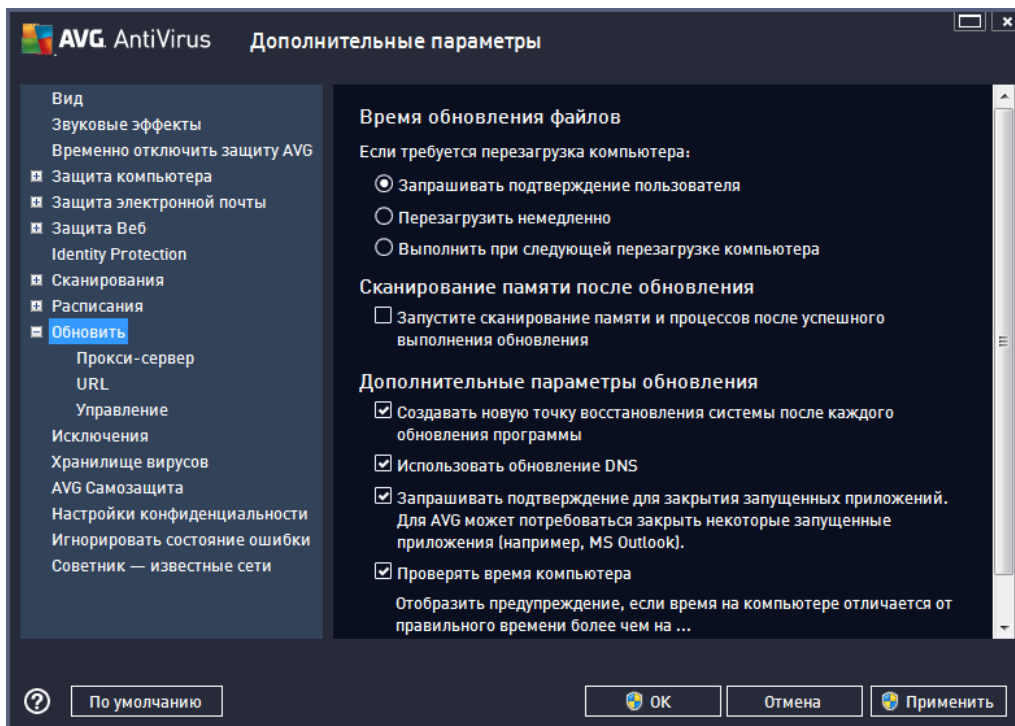 AVG AntiVirus Дополнительные параметры
Вид
Звуковые эффекты
Временно отключить защиту AVG
Защита компьютера
Защита электронной почты
Защита Веб
Identity Protection
Сканирования
Расписания
Обновить
Прокси-сервер
URL
Управление
Исключения
Хранилище вирусов
AVG Самозащита
Настройки конфиденциальности
Игнорировать состояние ошибки
Советник — известные сети
Время обновления файлов
Если требуется перезагрузка компьютера:
Запрашивать подтверждение пользователя
Перезагрузить немедленно
Выполнить при следующей перезагрузке компьютера
Сканирование памяти после обновления
Запустите сканирование памяти и процессов после успешного
выполнения обновления
Дополнительные параметры обновления
Создавать новую точку восстановления системы после каждого
обновления программы
Использовать обновление DNS
Запрашивать подтверждение для закрытия запущенных приложений.
Для AVG может потребоваться закрыть некоторые запущенные
приложения (например, MS Outlook).
Проверять время компьютера
Отобразить предупреждение, если время на компьютере отличается от
правильного времени более чем на ...
? По умолчанию OK Отмена Применить